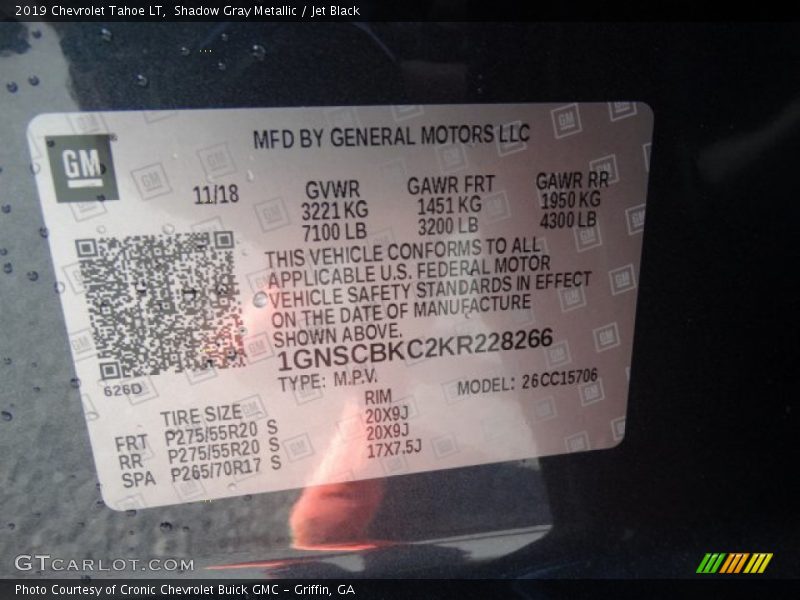 2019 Chevrolet Tahoe LT, Shadow Gray Metallic / Jet Black
MFD BY GENERAL MOTORS LLC
GM
11/18
GVWR
3221 KG
7100 LB
GAWR FRT
1451 KG
3200 LB
GAWR RR
1950 KG
4300 LB
THIS VEHICLE CONFORMS TO ALL
APPLICABLE U.S. FEDERAL MOTOR
VEHICLE SAFETY STANDARDS IN EFFECT
ON THE DATE OF MANUFACTURE
SHOWN ABOVE.
1GNSCBKC2KR228266
626D
TYPE: M.P.V. MODEL: 26CC15706
TIRE SIZE RIM
FRT P275/55R20 S 20X9J
RR P275/55R20 S 20X9J
SPA P265/70R17 S 17X7.5J
GTCARLOT.COM
Photo Courtesy of Cronic Chevrolet Buick GMC - Griffin, GA